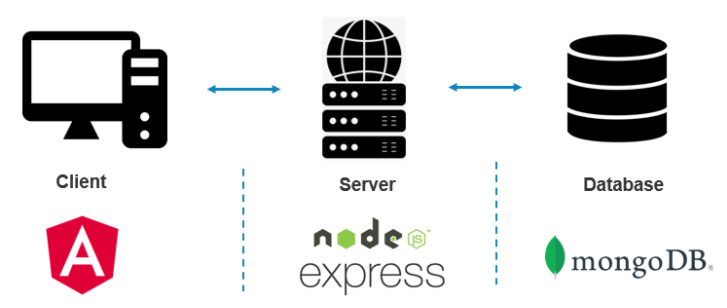 Client
Server
Database
A
node
JS
express
mongoDB.